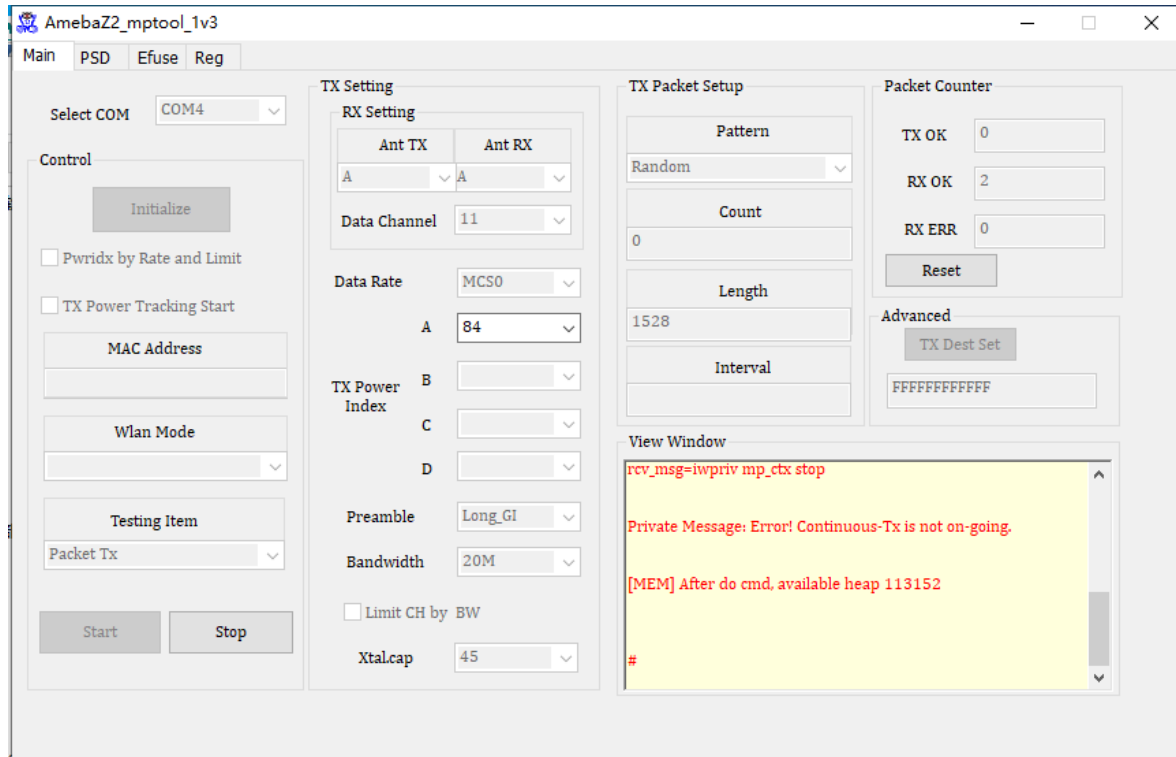 AmebaZ2_mptool_1v3
Main PSD Efuse Reg
Select COM COM4
Control
Initialize
Pwridx by Rate and Limit
TX Power Tracking Start
MAC Address
Wlan Mode
Testing Item
Packet Tx
Start Stop
TX Setting
RX Setting
Ant TX Ant RX
A A
Data Channel 11
Data Rate MCS0
TX Power
Index
A 84
B
C
D
Preamble Long_GI
Bandwidth 20M
Limit CH by BW
Xtal.cap 45
TX Packet Setup
Pattern
Random
Count
0
Length
1528
Interval
Packet Counter
TX OK 0
RX OK 2
RX ERR 0
Reset
Advanced
TX Dest Set
FFFFFFFFFFFF
View Window
rcv_msg=iwpriv mp_ctx stop
Private Message: Error! Continuous-Tx is not on-going.
[MEM] After do cmd, available heap 113152
#